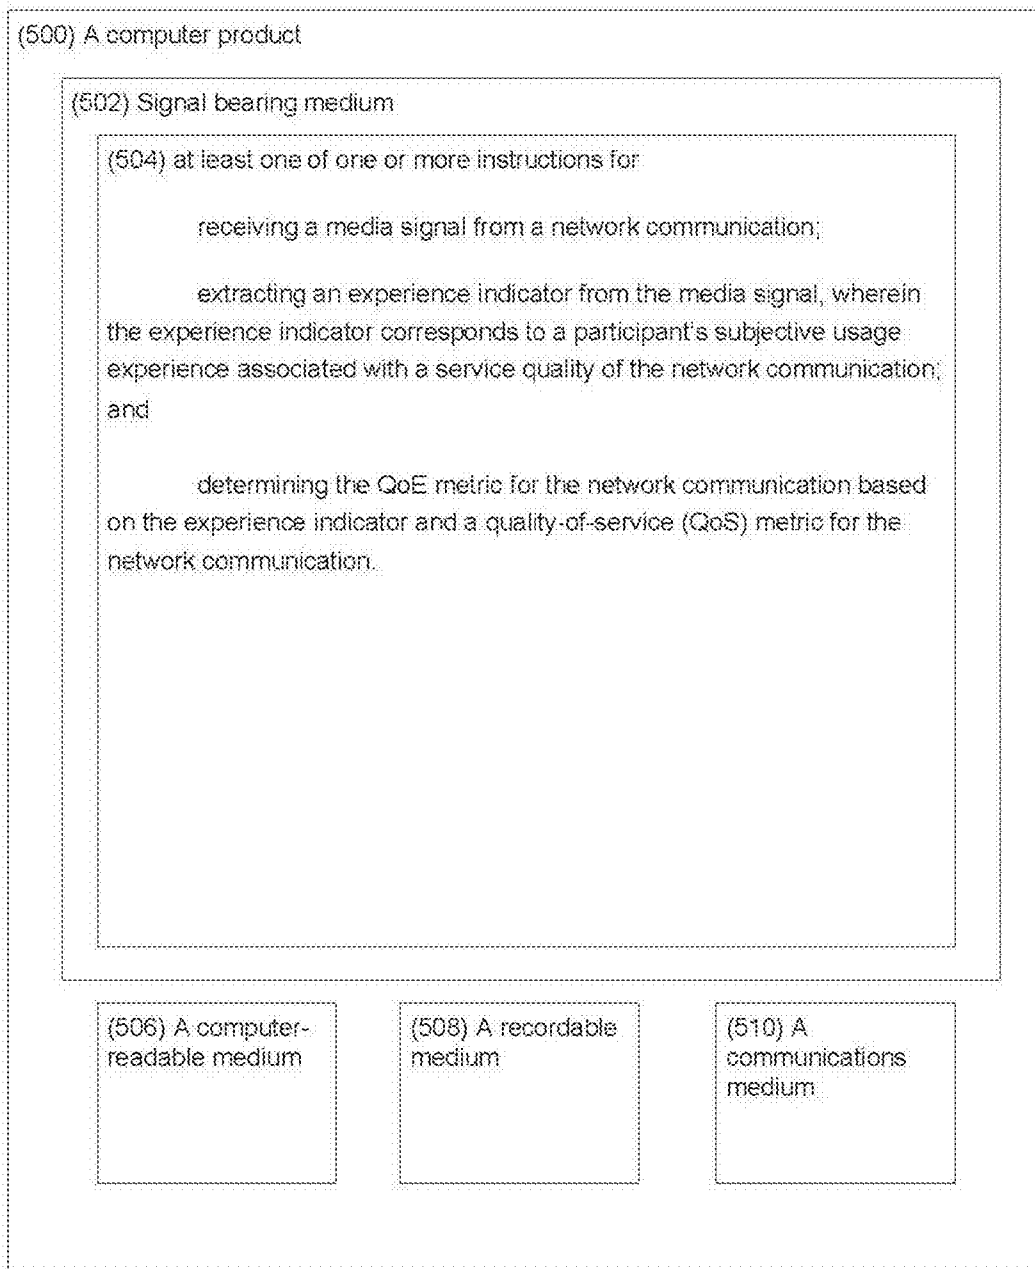 (500) A computer product
(502) Signal bearing medium
(504) at least one of one or more instructions for
receiving a media signal from a network communication;
extracting an experience indicator from the media signal, wherein
the experience indicator corresponds to a participant's subjective usage
experience associated with a service quality of the network communication;
and
determining the QoE metric for the network communication based
on the experience indicator and a quality-of-service (QoS) metric for the
network communication.
(506) A computer-
readable medium
(508) A recordable
medium
(510) A
communications
medium